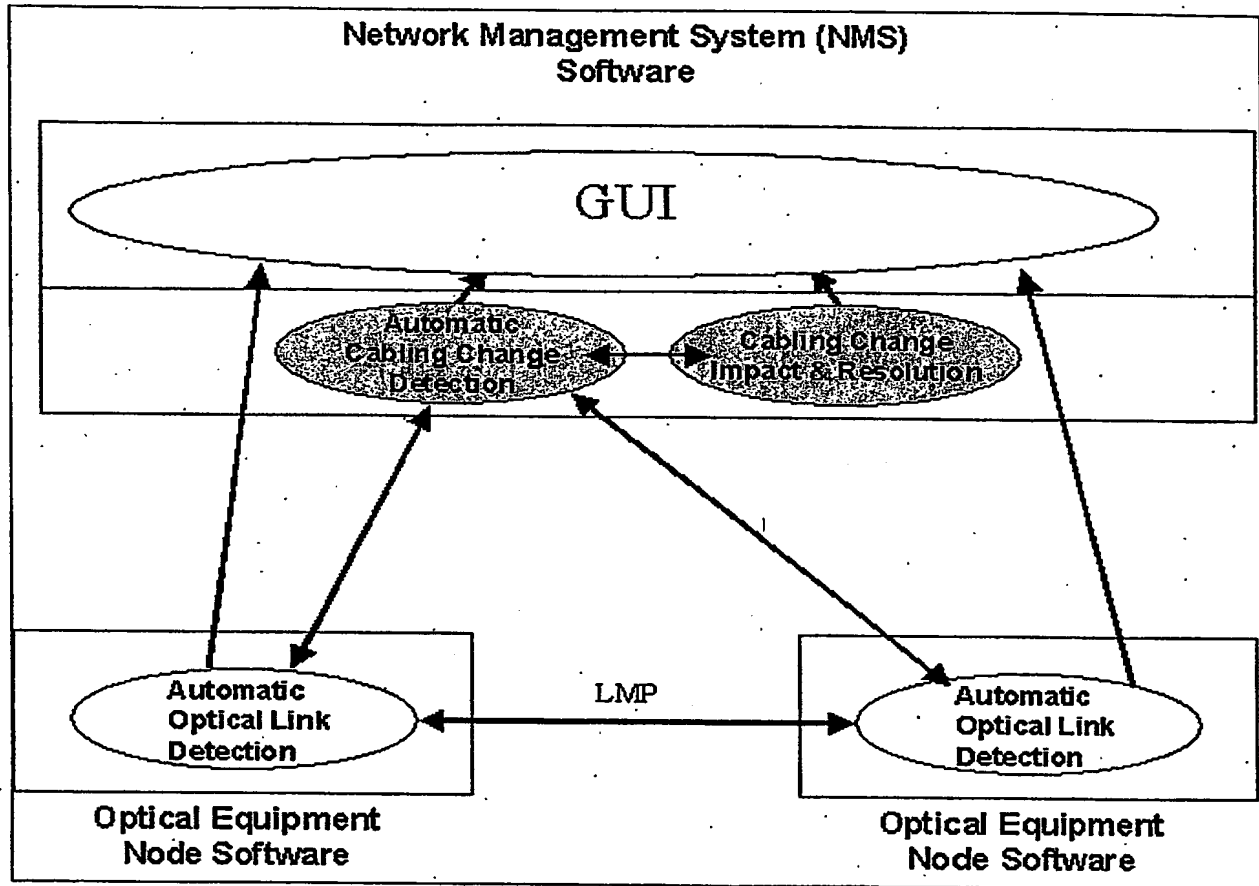 Network Management System (NMS)
Software
GUI
Automatic
Cabling Change
Detection
Cabling Change
Impact & Resolution
LMP
Automatic
Optical Link
Detection
Automatic
Optical Link
Detection
Optical Equipment
Node Software
Optical Equipment
Node Software